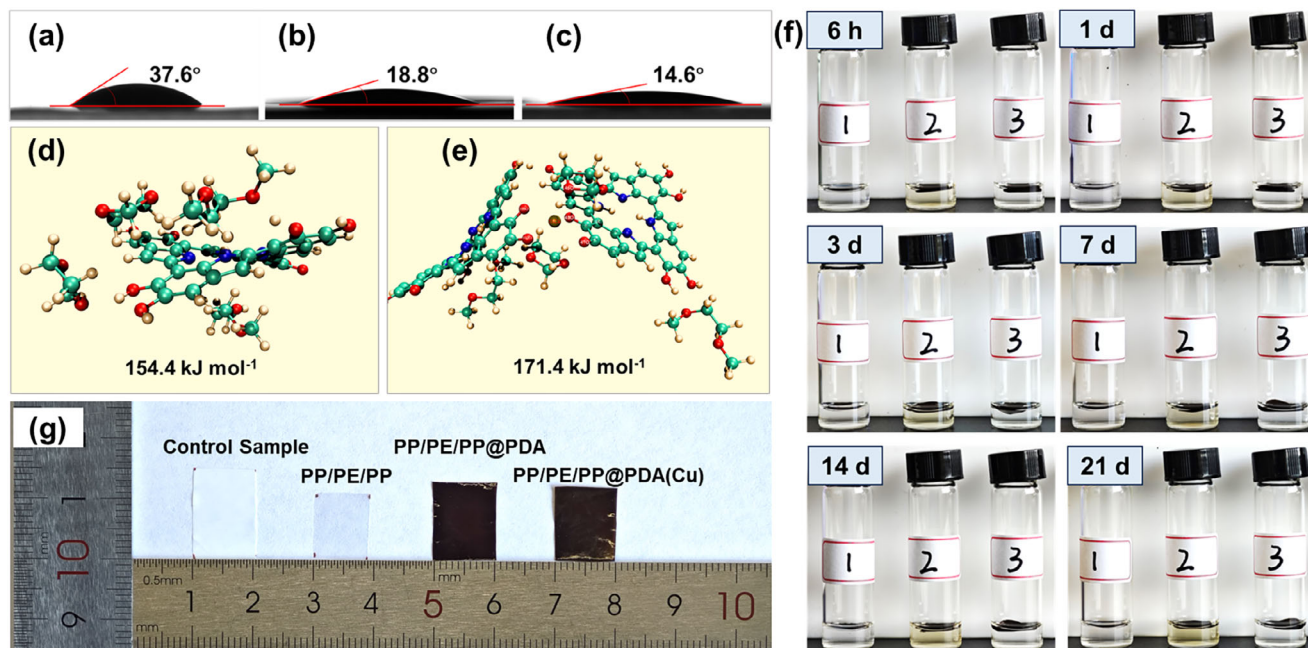 (a)
37.6°
(b)
18.8°
(c)
14.6°
(d)
154.4 kJ mol-1
(e)
171.4 kJ mol-1
(f)
6 h
1
2
3
1 d
1
2
3
3 d
1
2
3
7 d
1
2
3
14 d
1
2
3
21 d
1
2
3
(g)
Control Sample
PP/PE/PP
PP/PE/PP@PDA
PP/PE/PP@PDA(Cu)
1
10
9
mm
0.5mm
mm
mm
1 2 3 4 5 6 7 8 9 10